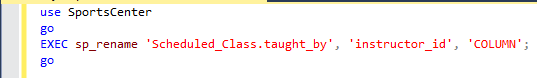 use SportsCenter
go
EXEC sp_rename 'Scheduled_Class.taught_by', 'instructor_id', 'COLUMN';
go